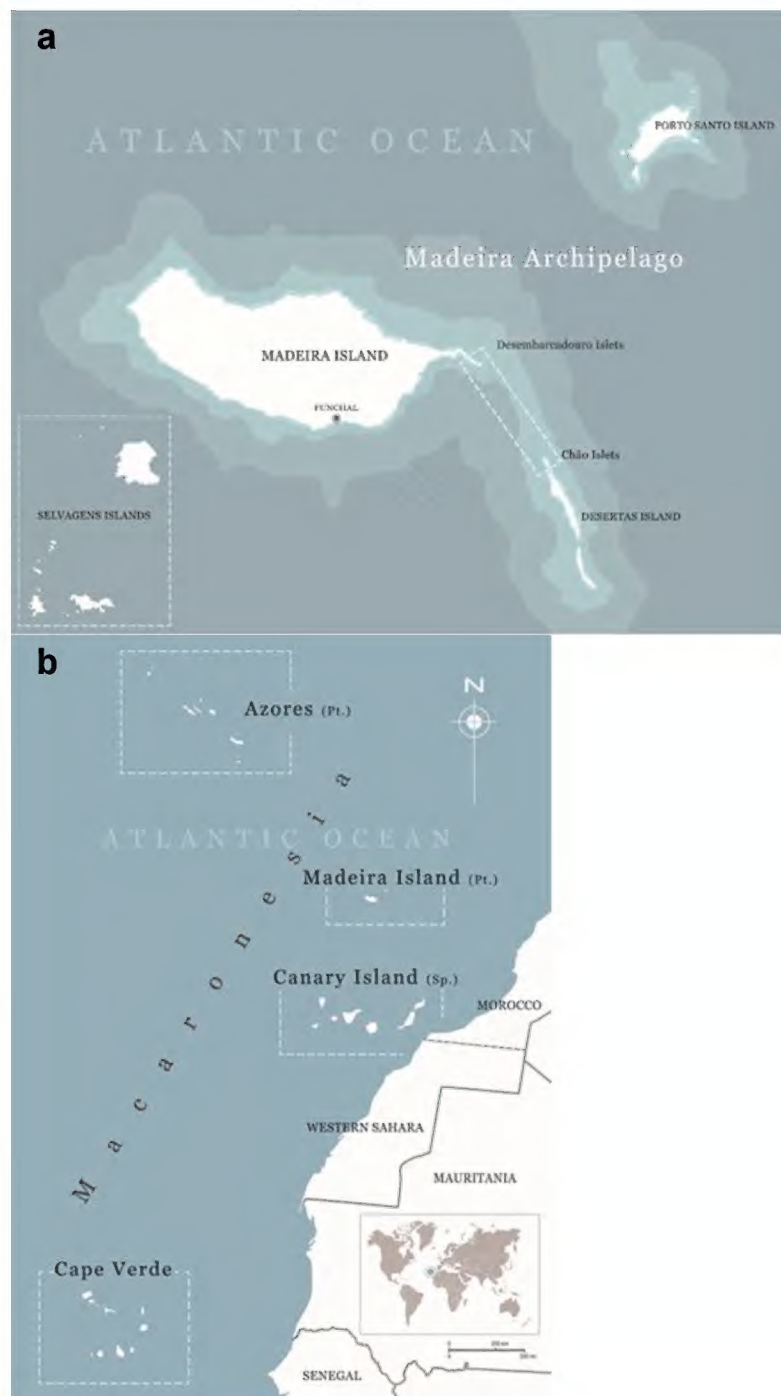 a
ATLANTIC OCEAN
PORTO SANTO ISLAND
Madeira Archipelago
Desembarcadouro Islets
MADEIRA ISLAND
FUNCHAL
Chão Islets
SELVAGENS ISLANDS
DESERTAS ISLAND
b
N
Azores (Pt.)
ATLANTIC OCEAN
Macaronesia
Madeira Island (Pt.)
Canary Island (Sp.)
MOROCCO
WESTERN SAHARA
MAURITANIA
Cape Verde
SENEGAL